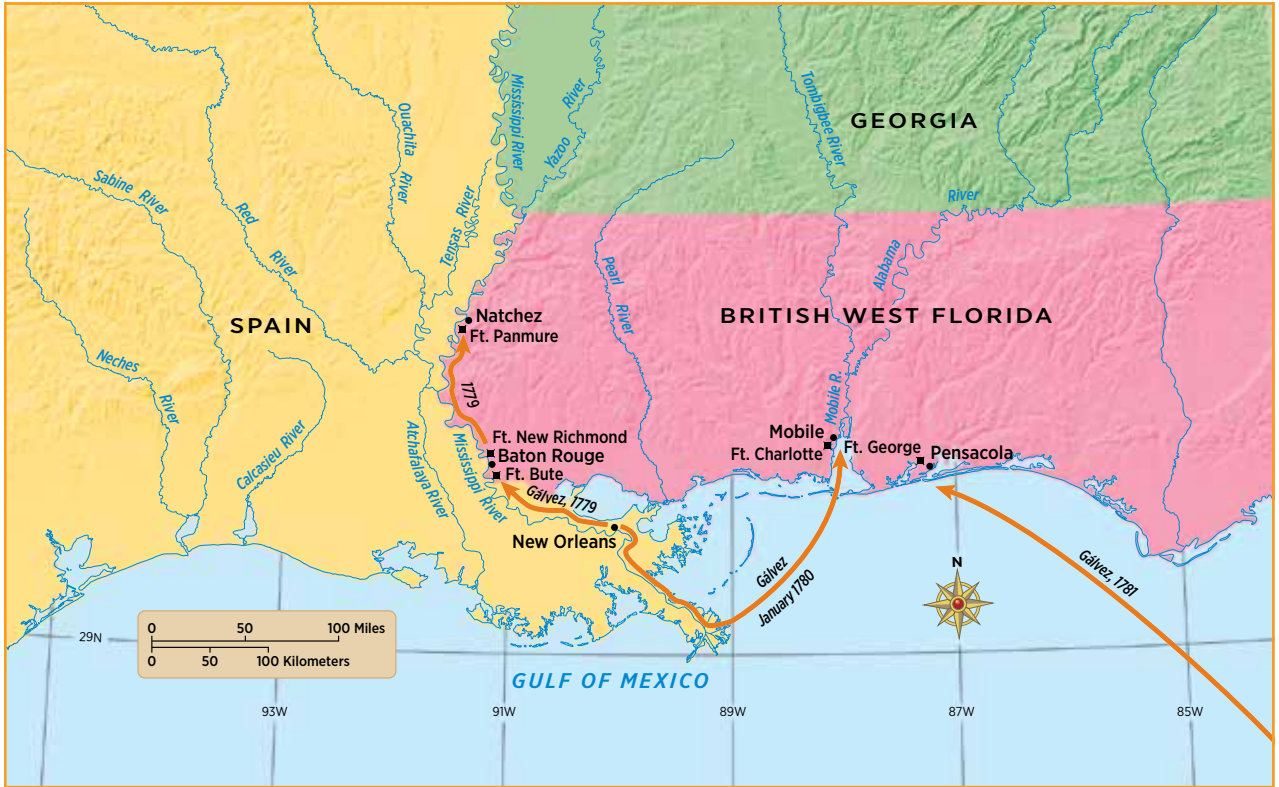 Mississippi River
Yazoo River
Tombigbee River
GEORGIA
Ouachita River
Sabine River
Red River
Tensas River
River
Alabama
Pearl River
SPAIN
BRITISH WEST FLORIDA
Natchez
Ft. Panmure
Neches River
1779
Mobile R.
Calcasieu River
Atchafalaya River
Mississippi River
Ft. New Richmond
Baton Rouge
Ft. Bute
Mobile
Ft. Charlotte
Ft. George
Pensacola
Gálvez, 1779
New Orleans
Gálvez
January 1780
Gálvez, 1781
N
0 50 100 Miles
0 50 100 Kilometers
29N
GULF OF MEXICO
93W 91W 89W 87W 85W